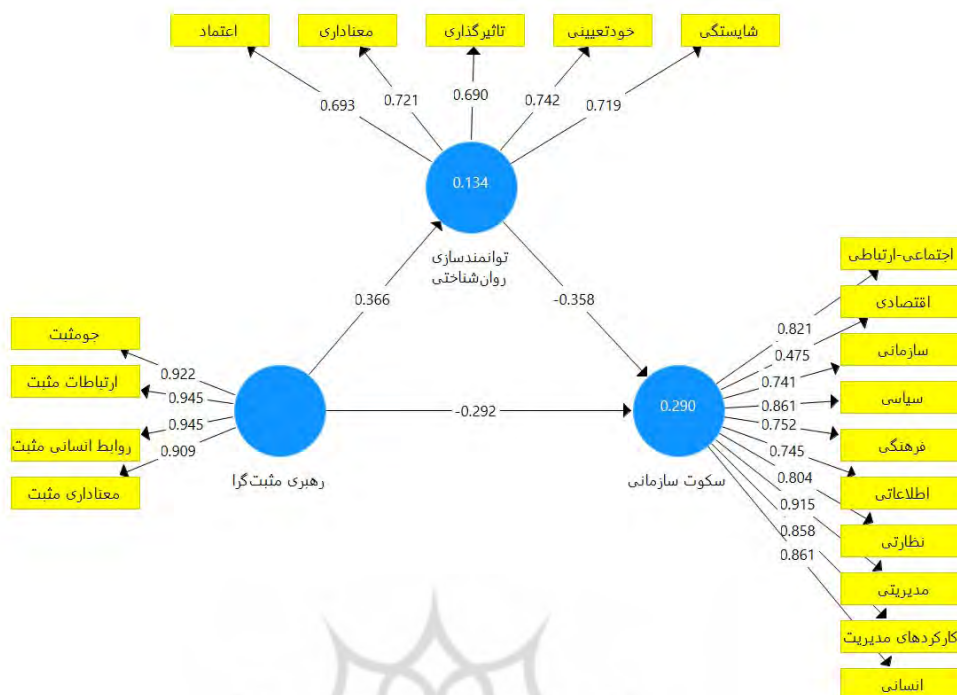 شایستگی
خودتعیینی
تاثیرگذاری
معناداری
اعتماد
0.719
0.742
0.690
0.721
0.693
0.134
توانمندسازی
روان‌شناختی
0.366
-0.358
-0.292
جومثبت
ارتباطات مثبت
روابط انسانی مثبت
معناداری مثبت
0.922
0.945
0.945
0.909
رهبری مثبت‌گرا
0.290
سکوت سازمانی
0.821
0.475
0.741
0.861
0.752
0.745
0.804
0.915
0.858
0.861
اجتماعی-ارتباطی
اقتصادی
سازمانی
سیاسی
فرهنگی
اطلاعاتی
نظارتی
مدیریتی
کارکردهای مدیریت
انسانی